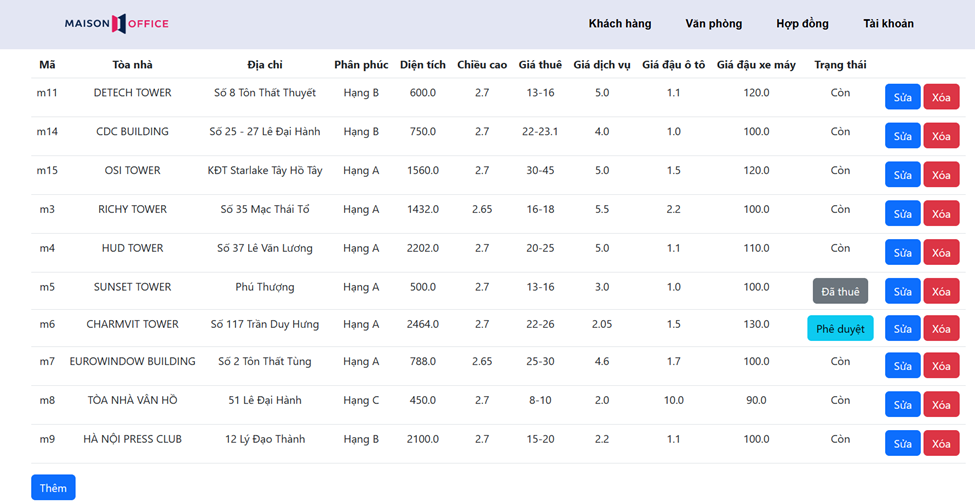 MAISON OFFICE Khách hàng Văn phòng Hợp đồng Tài khoản
Mã Tòa nhà Địa chỉ Phân phúc Diện tích Chiều cao Giá thuê Giá dịch vụ Giá đậu ô tô Giá đậu xe máy Trạng thái
m11 DETECH TOWER Số 8 Tôn Thất Thuyết Hạng B 600.0 2.7 13-16 5.0 1.1 120.0 Còn Sửa Xóa
m14 CDC BUILDING Số 25 - 27 Lê Đại Hành Hạng B 750.0 2.7 22-23.1 4.0 1.0 100.0 Còn Sửa Xóa
m15 OSI TOWER KĐT Starlake Tây Hồ Tây Hạng A 1560.0 2.7 30-45 5.0 1.5 120.0 Còn Sửa Xóa
m3 RICHY TOWER Số 35 Mạc Thái Tổ Hạng A 1432.0 2.65 16-18 5.5 2.2 100.0 Còn Sửa Xóa
m4 HUD TOWER Số 37 Lê Văn Lương Hạng A 2202.0 2.7 20-25 5.0 1.1 110.0 Còn Sửa Xóa
m5 SUNSET TOWER Phú Thượng Hạng A 500.0 2.7 13-16 3.0 1.0 100.0 Đã thuê Sửa Xóa
m6 CHARMVIT TOWER Số 117 Trần Duy Hưng Hạng A 2464.0 2.7 22-26 2.05 1.5 130.0 Phê duyệt Sửa Xóa
m7 EUROWINDOW BUILDING Số 2 Tôn Thất Tùng Hạng A 788.0 2.65 25-30 4.6 1.7 100.0 Còn Sửa Xóa
m8 TÒA NHÀ VÂN HỒ 51 Lê Đại Hành Hạng C 450.0 2.7 8-10 2.0 10.0 90.0 Còn Sửa Xóa
m9 HÀ NỘI PRESS CLUB 12 Lý Đạo Thành Hạng B 2100.0 2.7 15-20 2.2 1.1 100.0 Còn Sửa Xóa
Thêm